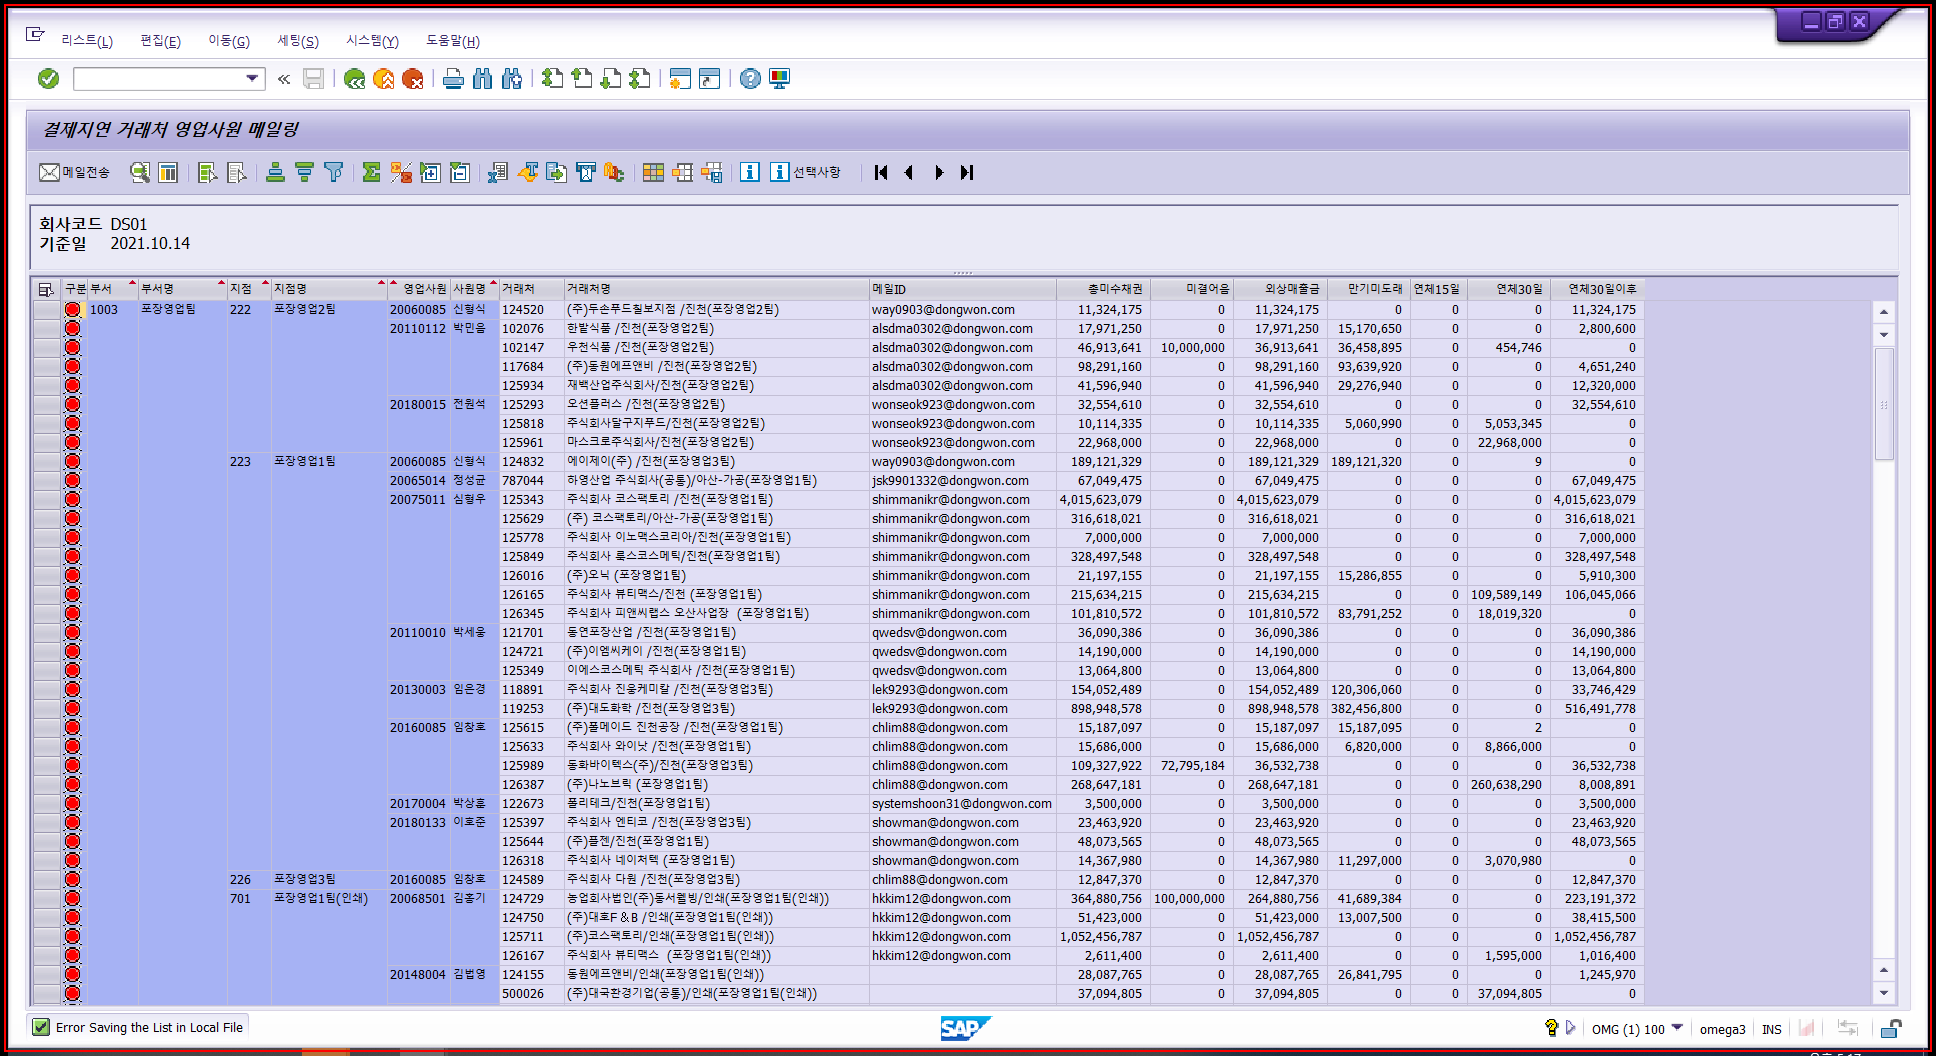 리스트(L) 편집(E) 이동(G) 세팅(S) 시스템(Y) 도움말(H)
결제지연 거래처 영업사원 메일링
메일전송 선택사항
회사코드 DS01
기준일 2021.10.14
구분 부서 부서명 지점 지점명 영업사원 사원명 거래처 거래처명 메일ID 총미수채권 미결어음 외상매출금 만기미도래 연체15일 연체30일 연체30일이후
1003 포장영업팀 222 포장영업2팀 20060085 신형식 124520 (주)두손푸드칠보지점 /진천(포장영업2팀) way0903@dongwon.com 11,324,175 0 11,324,175 0 0 0 11,324,175
20110112 박민음 102076 한밭식품 /진천(포장영업2팀) alsdma0302@dongwon.com 17,971,250 0 17,971,250 15,170,650 0 0 2,800,600
102147 우천식품 /진천(포장영업2팀) alsdma0302@dongwon.com 46,913,641 10,000,000 36,913,641 36,458,895 0 454,746 0
117684 (주)동원에프앤비 /진천(포장영업2팀) alsdma0302@dongwon.com 98,291,160 0 98,291,160 93,639,920 0 0 4,651,240
125934 재백산업주식회사/진천(포장영업2팀) alsdma0302@dongwon.com 41,596,940 0 41,596,940 29,276,940 0 0 12,320,000
20180015 전원석 125293 오션플러스 /진천(포장영업2팀) wonseok923@dongwon.com 32,554,610 0 32,554,610 0 0 0 32,554,610
125818 주식회사달구지푸드/진천(포장영업2팀) wonseok923@dongwon.com 10,114,335 0 10,114,335 5,060,990 0 5,053,345 0
125961 마스크로주식회사/진천(포장영업2팀) wonseok923@dongwon.com 22,968,000 0 22,968,000 0 0 22,968,000 0
223 포장영업1팀 20060085 신형식 124832 에이제이(주) /진천(포장영업3팀) way0903@dongwon.com 189,121,329 0 189,121,329 189,121,320 0 9 0
20065014 정성균 787044 하영산업 주식회사(공통)/아산-가공(포장영업1팀) jsk9901332@dongwon.com 67,049,475 0 67,049,475 0 0 0 67,049,475
20075011 심형우 125343 주식회사 코스팩토리 /진천(포장영업1팀) shimmanikr@dongwon.com 4,015,623,079 0 4,015,623,079 0 0 0 4,015,623,079
125629 (주) 코스팩토리/아산-가공(포장영업1팀) shimmanikr@dongwon.com 316,618,021 0 316,618,021 0 0 0 316,618,021
125778 주식회사 이노맥스코리아/진천(포장영업1팀) shimmanikr@dongwon.com 7,000,000 0 7,000,000 0 0 0 7,000,000
125849 주식회사 룩스코스메틱/진천(포장영업1팀) shimmanikr@dongwon.com 328,497,548 0 328,497,548 0 0 0 328,497,548
126016 (주)오닉 (포장영업1팀) shimmanikr@dongwon.com 21,197,155 0 21,197,155 15,286,855 0 0 5,910,300
126165 주식회사 뷰티맥스/진천 (포장영업1팀) shimmanikr@dongwon.com 215,634,215 0 215,634,215 0 0 109,589,149 106,045,066
126345 주식회사 피앤씨랩스 오산사업장 (포장영업1팀) shimmanikr@dongwon.com 101,810,572 0 101,810,572 83,791,252 0 18,019,320 0
20110010 박세웅 121701 동연포장산업 /진천(포장영업1팀) qwedsv@dongwon.com 36,090,386 0 36,090,386 0 0 0 36,090,386
124721 (주)이엠씨케이 /진천(포장영업1팀) qwedsv@dongwon.com 14,190,000 0 14,190,000 0 0 0 14,190,000
125349 이에스코스메틱 주식회사 /진천(포장영업1팀) qwedsv@dongwon.com 13,064,800 0 13,064,800 0 0 0 13,064,800
20130003 임은경 118891 주식회사 진웅케미칼 /진천(포장영업3팀) lek9293@dongwon.com 154,052,489 0 154,052,489 120,306,060 0 0 33,746,429
119253 (주)대도화학 /진천(포장영업3팀) lek9293@dongwon.com 898,948,578 0 898,948,578 382,456,800 0 0 516,491,778
20160085 임창호 125615 (주)폴메이드 진천공장 /진천(포장영업1팀) chlim88@dongwon.com 15,187,097 0 15,187,097 15,187,095 0 2 0
125633 주식회사 와이낫 /진천(포장영업1팀) chlim88@dongwon.com 15,686,000 0 15,686,000 6,820,000 0 8,866,000 0
125989 동화바이텍스(주)/진천(포장영업3팀) chlim88@dongwon.com 109,327,922 72,795,184 36,532,738 0 0 0 36,532,738
126387 (주)나노브릭 (포장영업1팀) chlim88@dongwon.com 268,647,181 0 268,647,181 0 0 260,638,290 8,008,891
20170004 박상훈 122673 폴리테크/진천(포장영업1팀) systemshoon31@dongwon.com 3,500,000 0 3,500,000 0 0 0 3,500,000
20180133 이호준 125397 주식회사 엔티코 /진천(포장영업3팀) showman@dongwon.com 23,463,920 0 23,463,920 0 0 0 23,463,920
125644 (주)플젠/진천(포장영업1팀) showman@dongwon.com 48,073,565 0 48,073,565 0 0 0 48,073,565
126318 주식회사 네이처텍 (포장영업1팀) showman@dongwon.com 14,367,980 0 14,367,980 11,297,000 0 3,070,980 0
226 포장영업3팀 20160085 임창호 124589 주식회사 다원 /진천(포장영업3팀) chlim88@dongwon.com 12,847,370 0 12,847,370 0 0 0 12,847,370
701 포장영업1팀(인쇄) 20068501 김홍기 124729 농업회사법인(주)동서웰빙/인쇄(포장영업1팀(인쇄)) hkkim12@dongwon.com 364,880,756 100,000,000 264,880,756 41,689,384 0 0 223,191,372
124750 (주)대호F＆B /인쇄(포장영업1팀(인쇄)) hkkim12@dongwon.com 51,423,000 0 51,423,000 13,007,500 0 0 38,415,500
125711 (주)코스팩토리/인쇄(포장영업1팀(인쇄)) hkkim12@dongwon.com 1,052,456,787 0 1,052,456,787 0 0 0 1,052,456,787
126167 주식회사 뷰티맥스 (포장영업1팀(인쇄)) hkkim12@dongwon.com 2,611,400 0 2,611,400 0 0 1,595,000 1,016,400
20148004 김법영 124155 동원에프앤비/인쇄(포장영업1팀(인쇄)) 28,087,765 0 28,087,765 26,841,795 0 0 1,245,970
500026 (주)대국환경기업(공통)/인쇄(포장영업1팀(인쇄)) 37,094,805 0 37,094,805 0 0 37,094,805 0
Error Saving the List in Local File SAP OMG (1) 100 omega3 INS